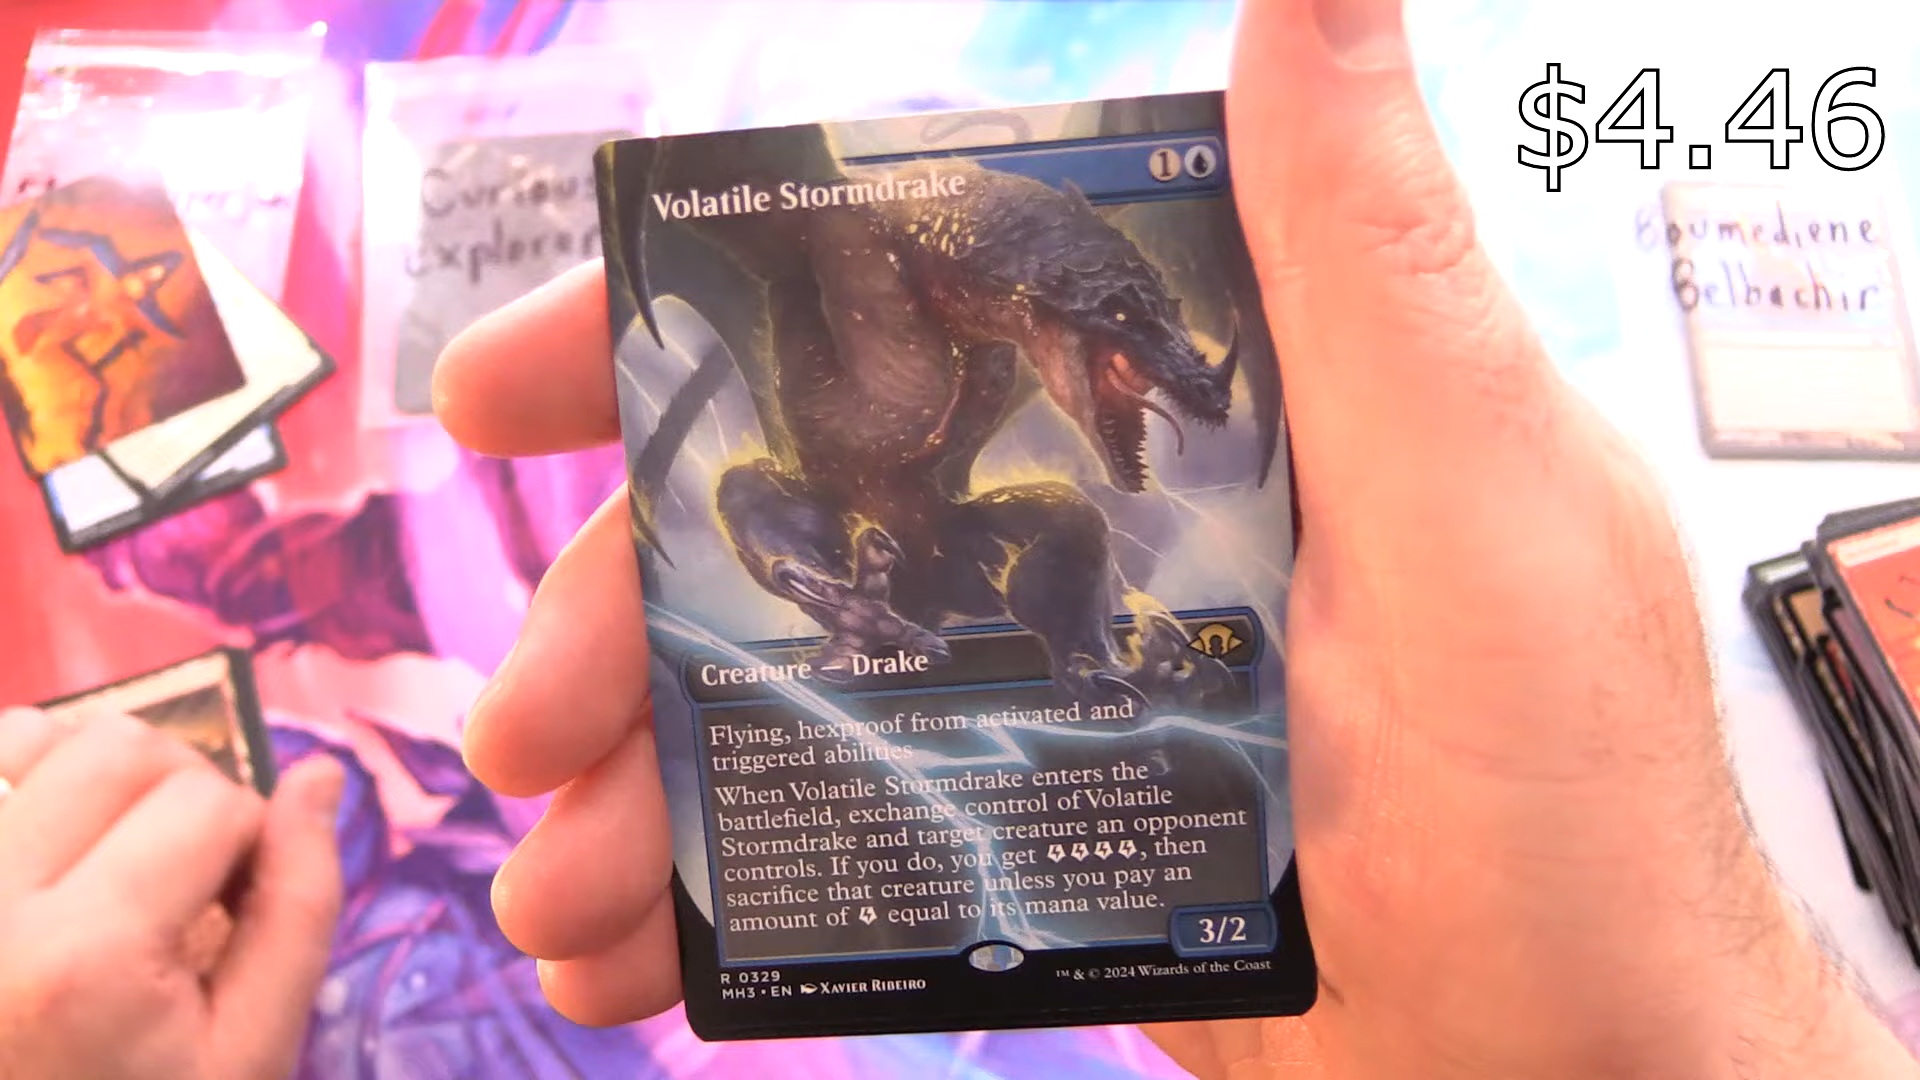 $4.46
Curious
explorer
Boumediene
Belbachir
Volatile Stormdrake
1
Creature — Drake
Flying, hexproof from activated and
triggered abilities
When Volatile Stormdrake enters the
battlefield, exchange control of Volatile
Stormdrake and target creature an opponent
controls. If you do, you get , then
sacrifice that creature unless you pay an
amount of equal to its mana value.
3/2
R 0329
MH3 • EN XAVIER RIBEIRO
™ & © 2024 Wizards of the Coast